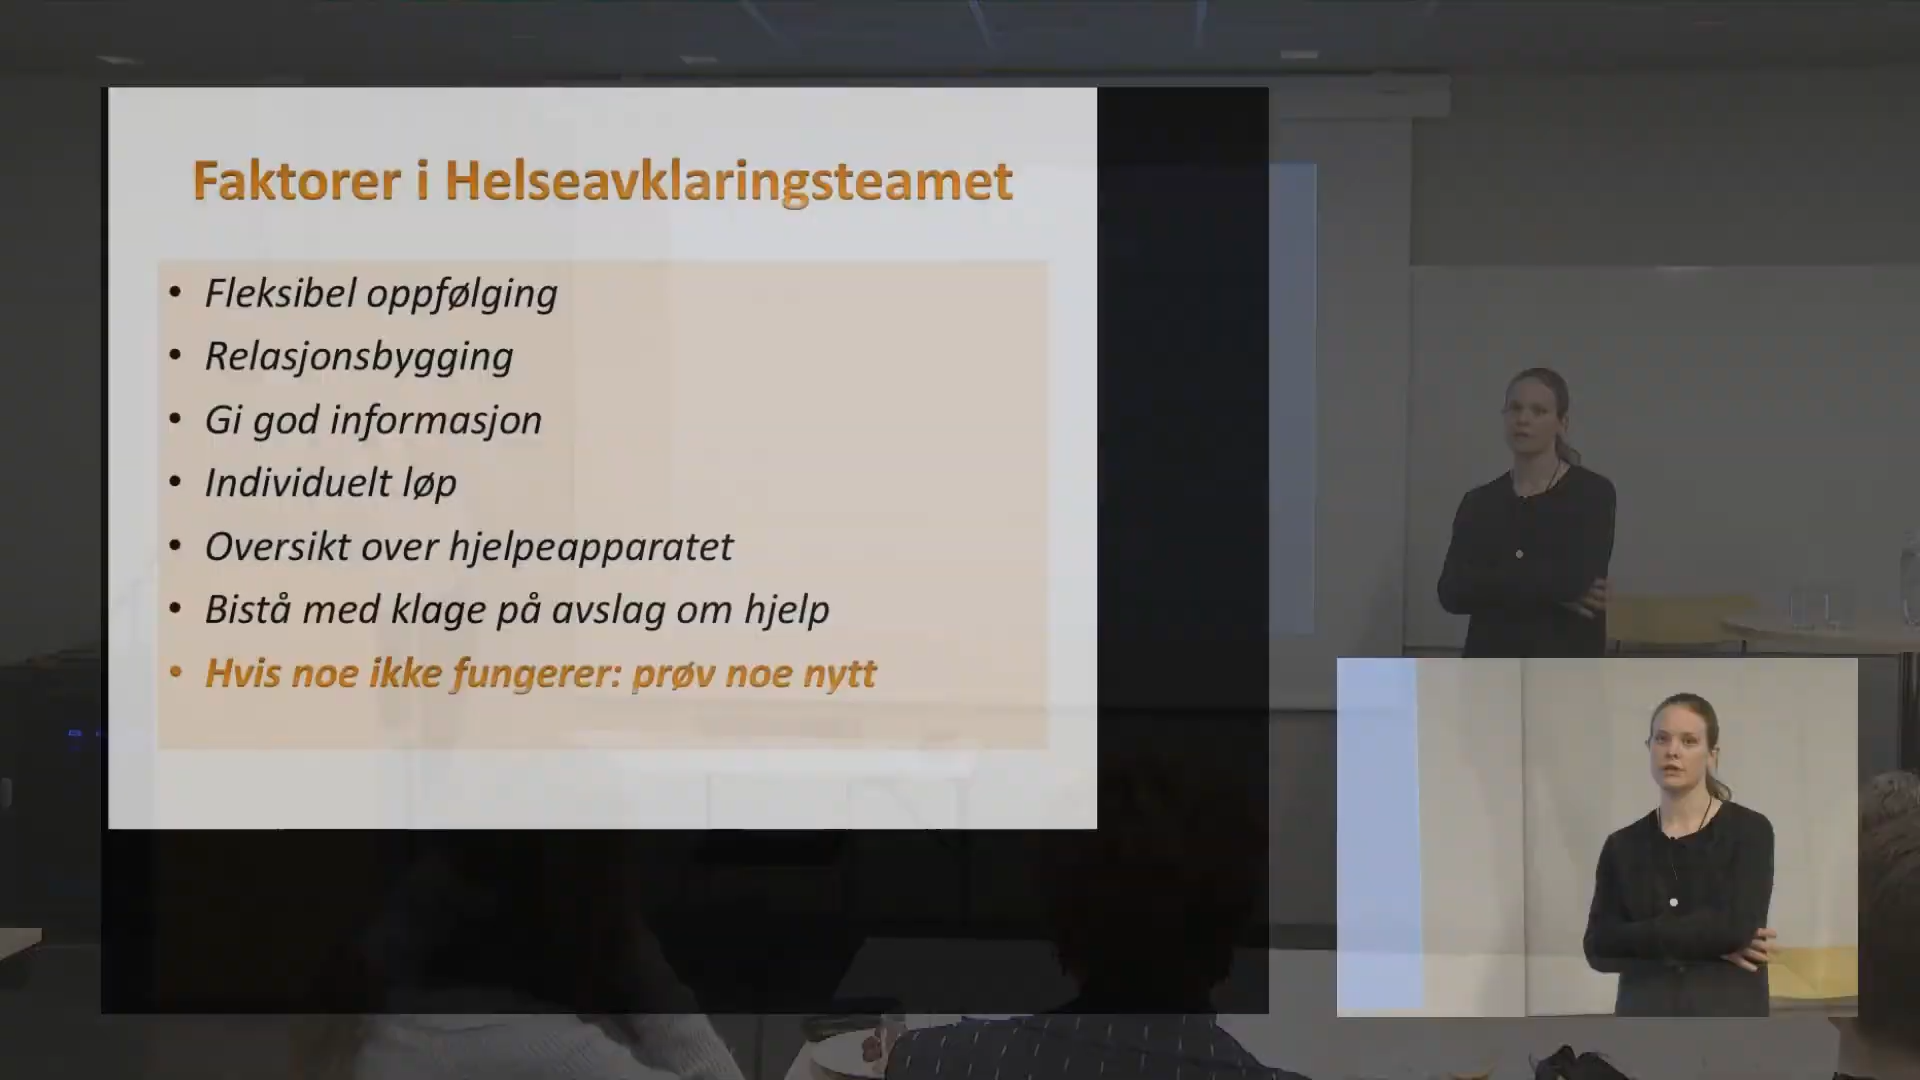 Faktorer i Helseavklaringsteamet
• Fleksibel oppfølging
• Relasjonsbygging
• Gi god informasjon
• Individuelt løp
• Oversikt over hjelpeapparatet
• Bistå med klage på avslag om hjelp
• Hvis noe ikke fungerer: prøv noe nytt